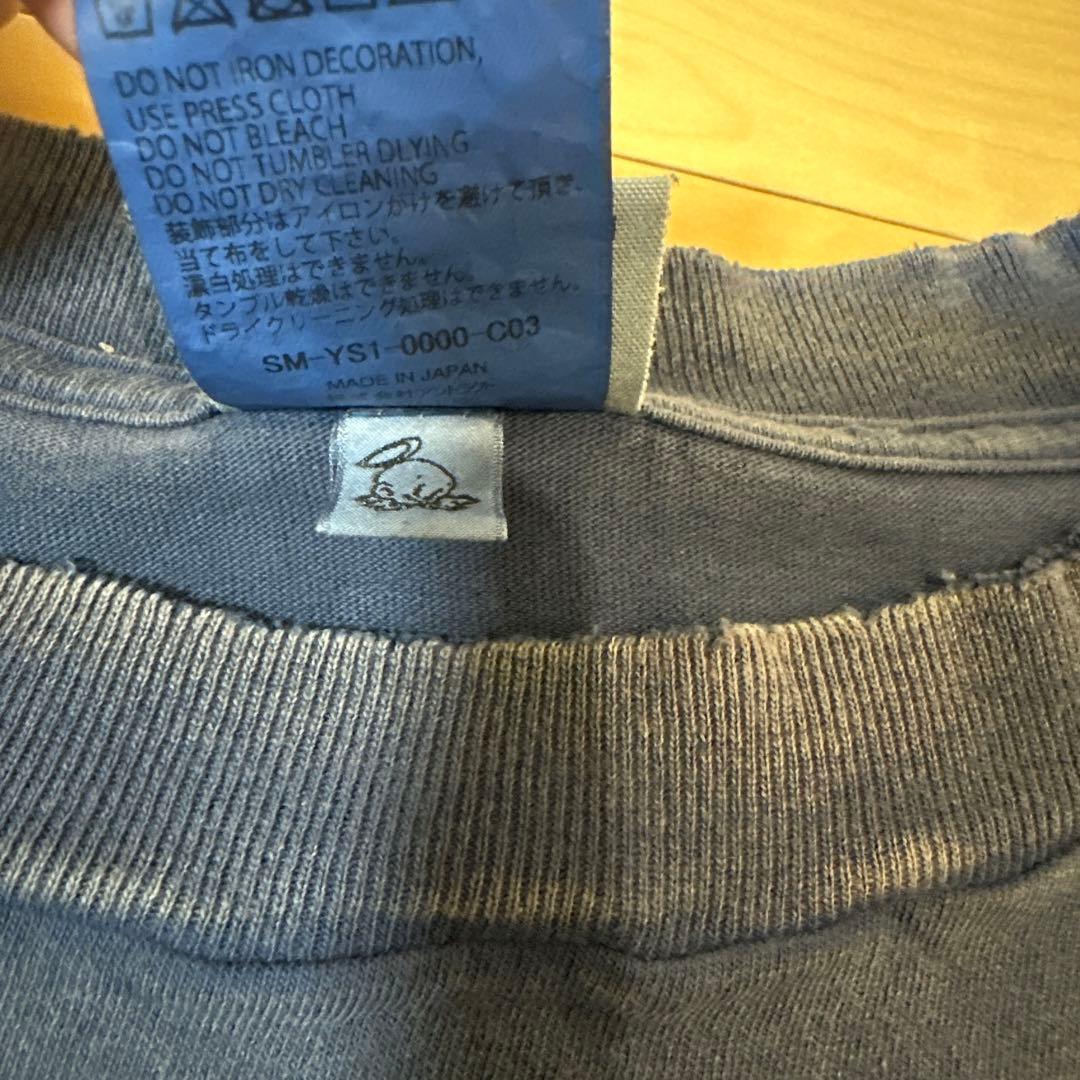 DO NOT IRON DECORATION,
USE PRESS CLOTH
DO NOT BLEACH
DO NOT TUMBLER DLYING
DO NOT DRY CLEANING
装飾部分はアイロンがけを避けて頂き、
当て布をして下さい。
漂白処理はできません。
タンブル乾燥はできません。
ドライクリーニング処理はできません。
SM-YS1-0000-C03
MADE IN JAPAN